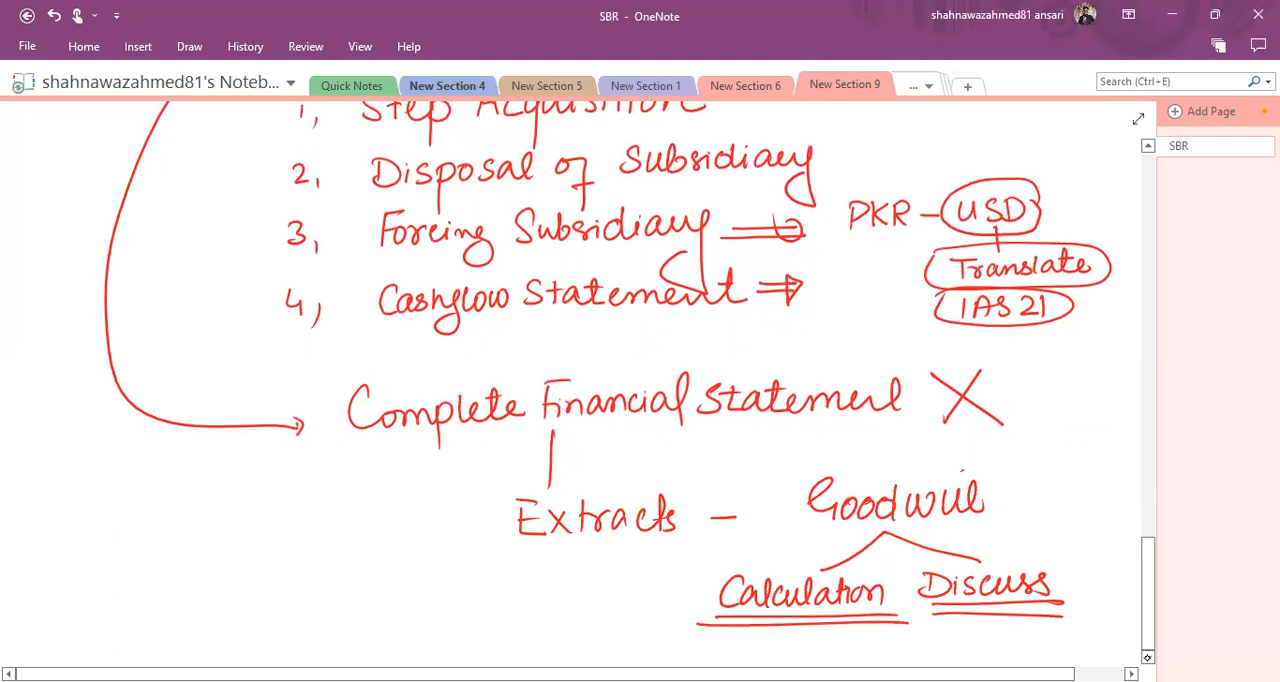 SBR - OneNote
shahnawazahmed81 ansari
File Home Insert Draw History Review View Help
shahnawazahmed81's Noteb... Quick Notes New Section 4 New Section 5 New Section 1 New Section 6 New Section 9 ... +
Search (Ctrl+E)
Add Page
SBR
1, Step Acquisition
2, Disposal of Subsidiary
3, Foreing Subsidiary ⇒ PKR - USD
Translate
4, Cashflow Statement ⇒ IAS 21
Complete Financial Statement X
Extracts - Goodwill
Calculation Discuss